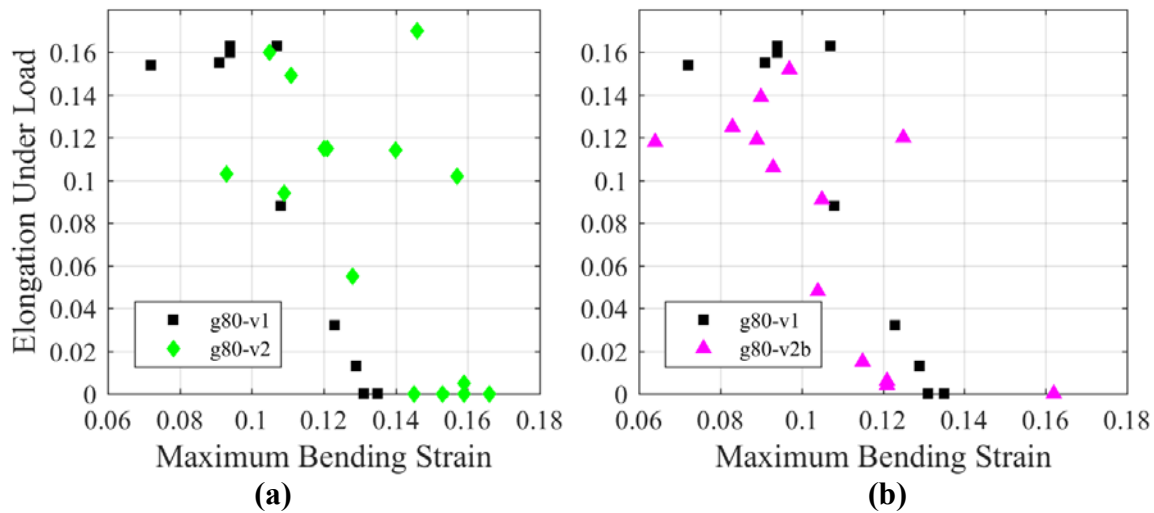 Elongation Under Load
0.16
0.14
0.12
0.1
0.08
0.06
0.04
0.02
0
g80-v1
g80-v2
0.06 0.08 0.1 0.12 0.14 0.16 0.18
Maximum Bending Strain
(a)
0.16
0.14
0.12
0.1
0.08
0.06
0.04
0.02
0
g80-v1
g80-v2b
0.06 0.08 0.1 0.12 0.14 0.16 0.18
Maximum Bending Strain
(b)